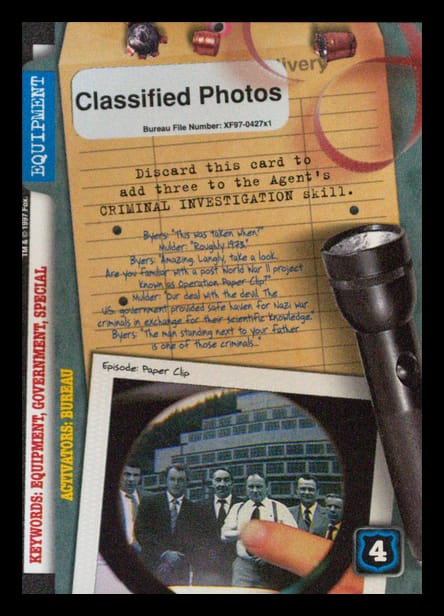 livery
Classified Photos
Bureau File Number: XF97-0427x1
Discard this card to
add three to the Agent's
CRIMINAL INVESTIGATION skill.
Byers: "This was taken when?"
Mulder: "Roughly 1973."
Byers: "Amazing. Langly, take a look.
Are you familiar with a post World War II project
known as Operation Paper Clip?"
Mulder: "Our deal with the devil. The
U.S. government provided safe haven for Nazi war
criminals in exchange for their scientific knowledge."
Byers: "The man standing next to your father
is one of those criminals..."
Episode: Paper Clip
4
EQUIPMENT
TM & © 1997 Fox.
KEYWORDS: EQUIPMENT, GOVERNMENT, SPECIAL
ACTIVATORS: BUREAU